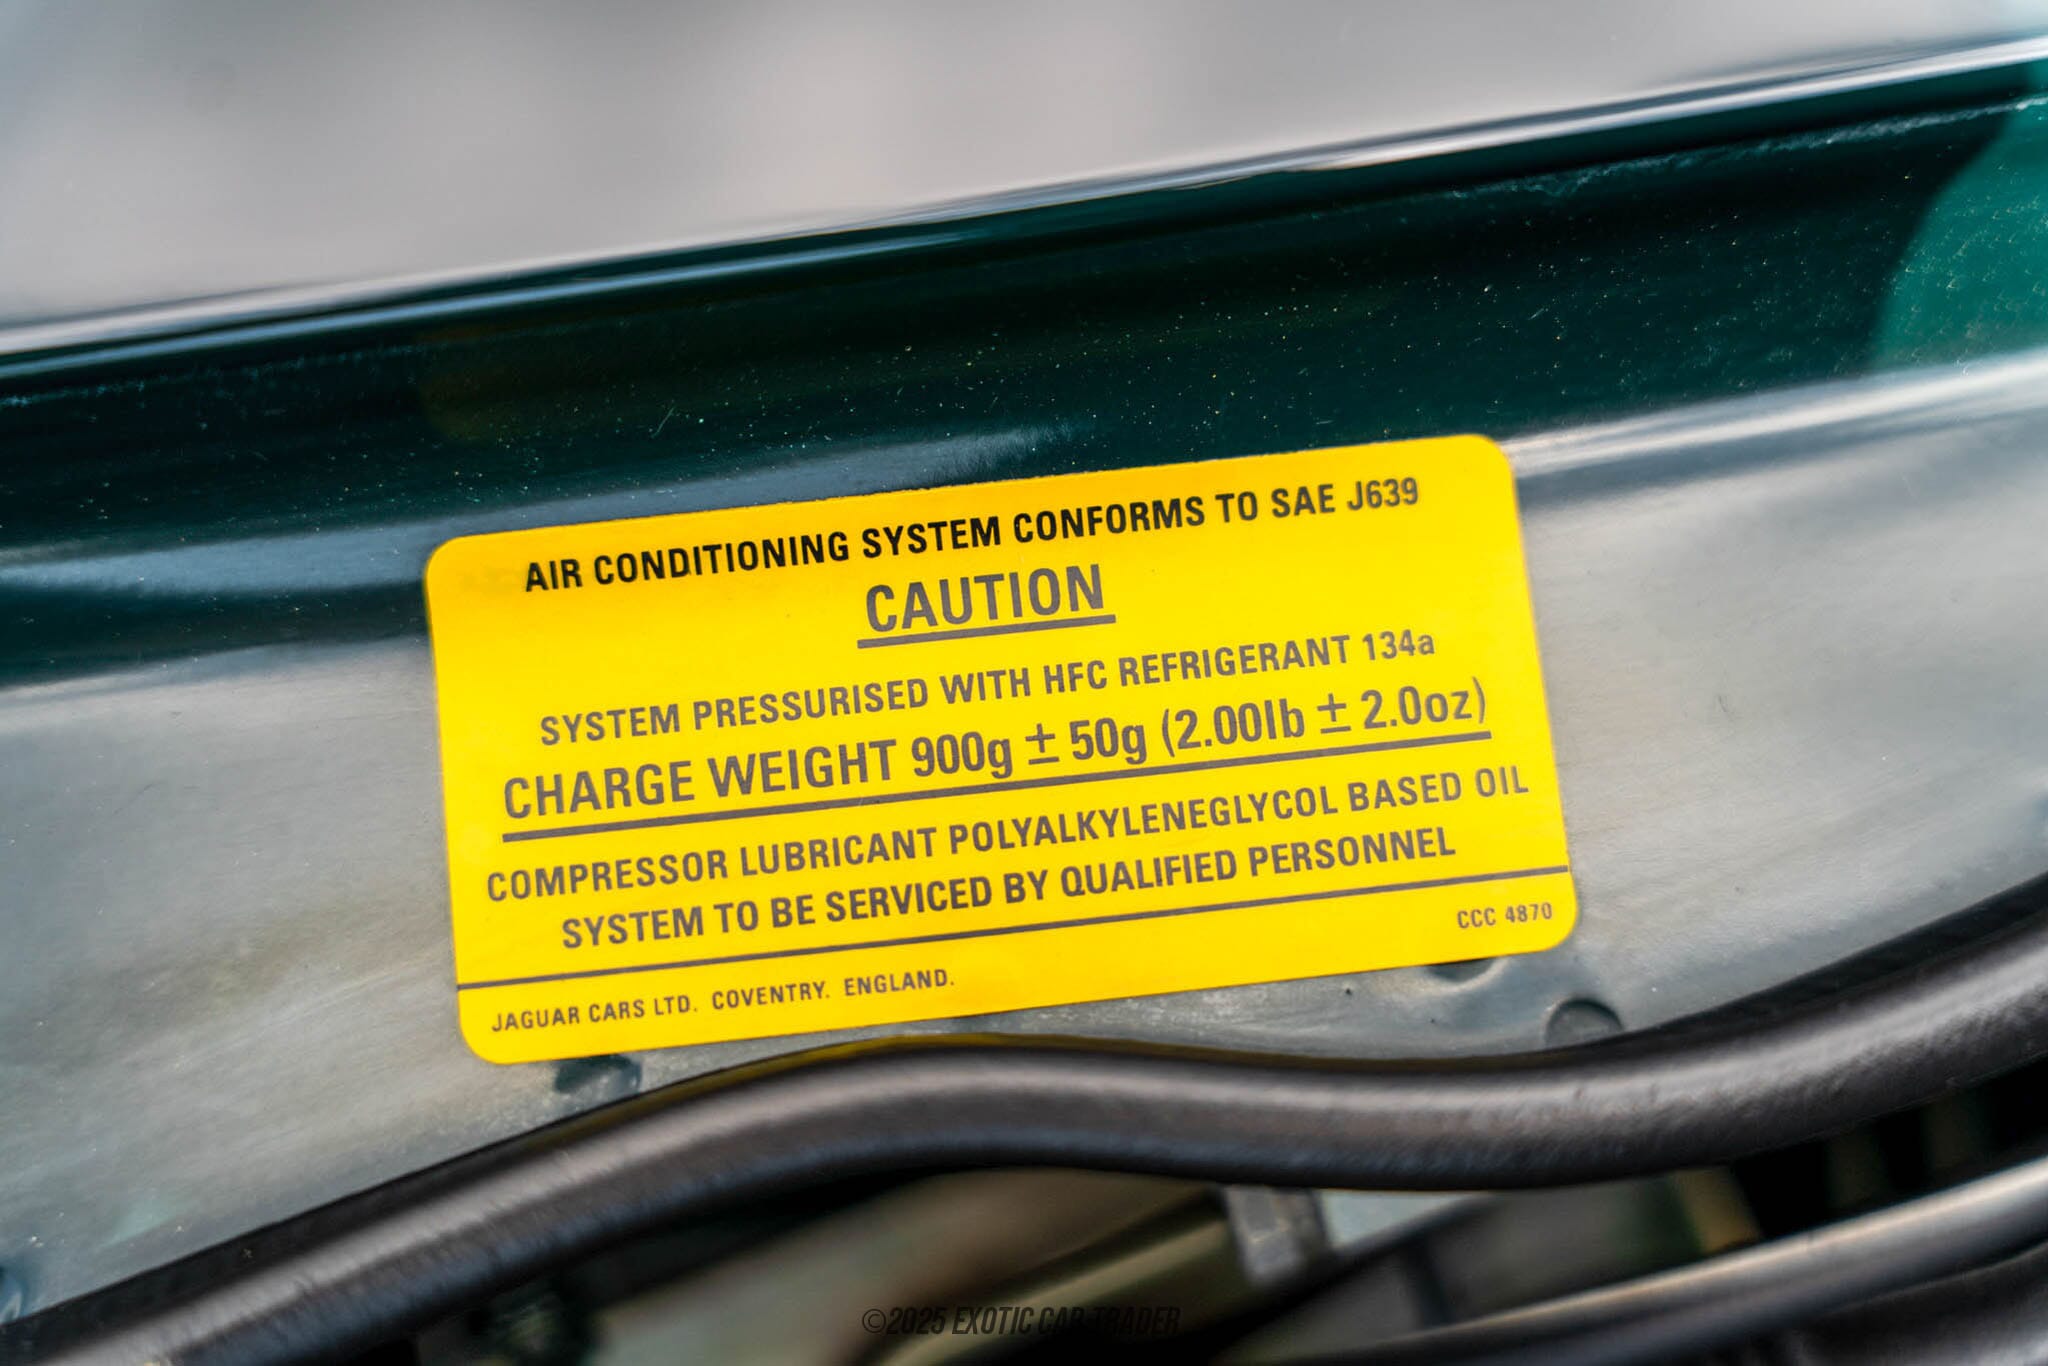 AIR CONDITIONING SYSTEM CONFORMS TO SAE J639
CAUTION
SYSTEM PRESSURISED WITH HFC REFRIGERANT 134a
CHARGE WEIGHT 900g ± 50g (2.00lb ± 2.0oz)
COMPRESSOR LUBRICANT POLYALKYLENEGLYCOL BASED OIL
SYSTEM TO BE SERVICED BY QUALIFIED PERSONNEL
CCC 4870
JAGUAR CARS LTD. COVENTRY. ENGLAND.
©2025 EXOTIC CAR TRADER